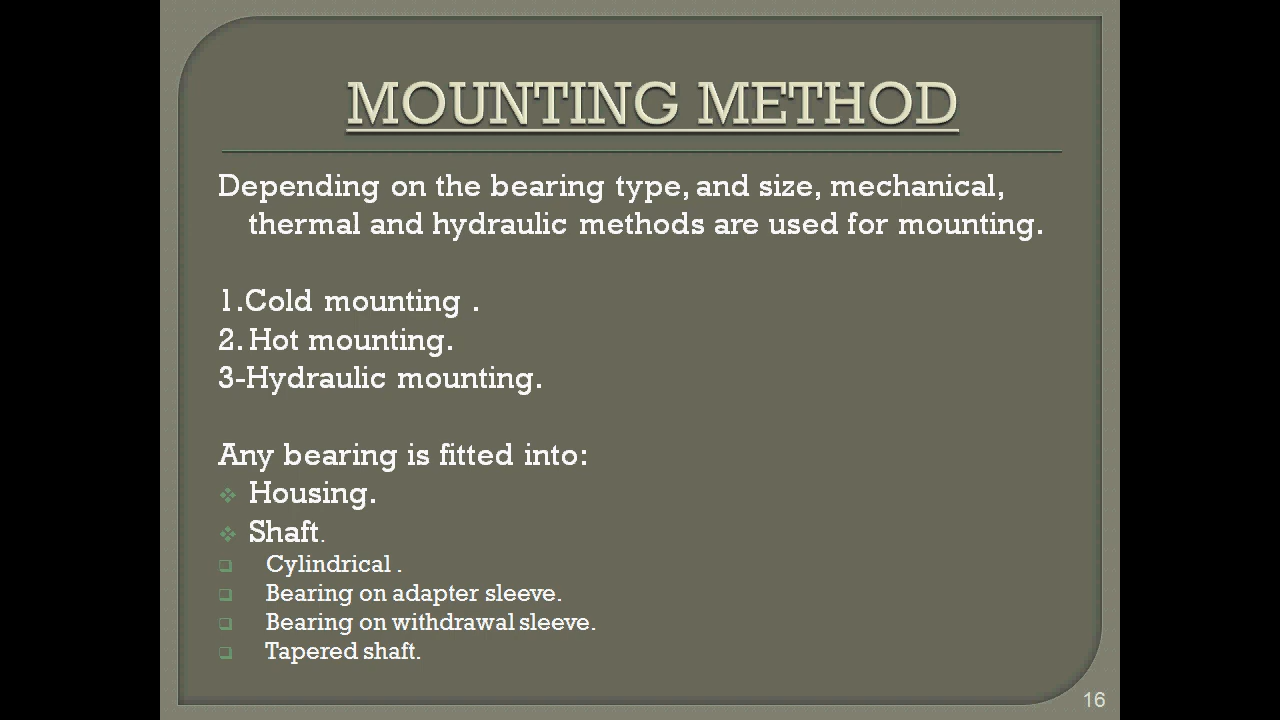 MOUNTING METHOD
Depending on the bearing type, and size, mechanical,
thermal and hydraulic methods are used for mounting.
1.Cold mounting .
2. Hot mounting.
3-Hydraulic mounting.
Any bearing is fitted into:
Housing.
Shaft.
Cylindrical .
Bearing on adapter sleeve.
Bearing on withdrawal sleeve.
Tapered shaft.
16